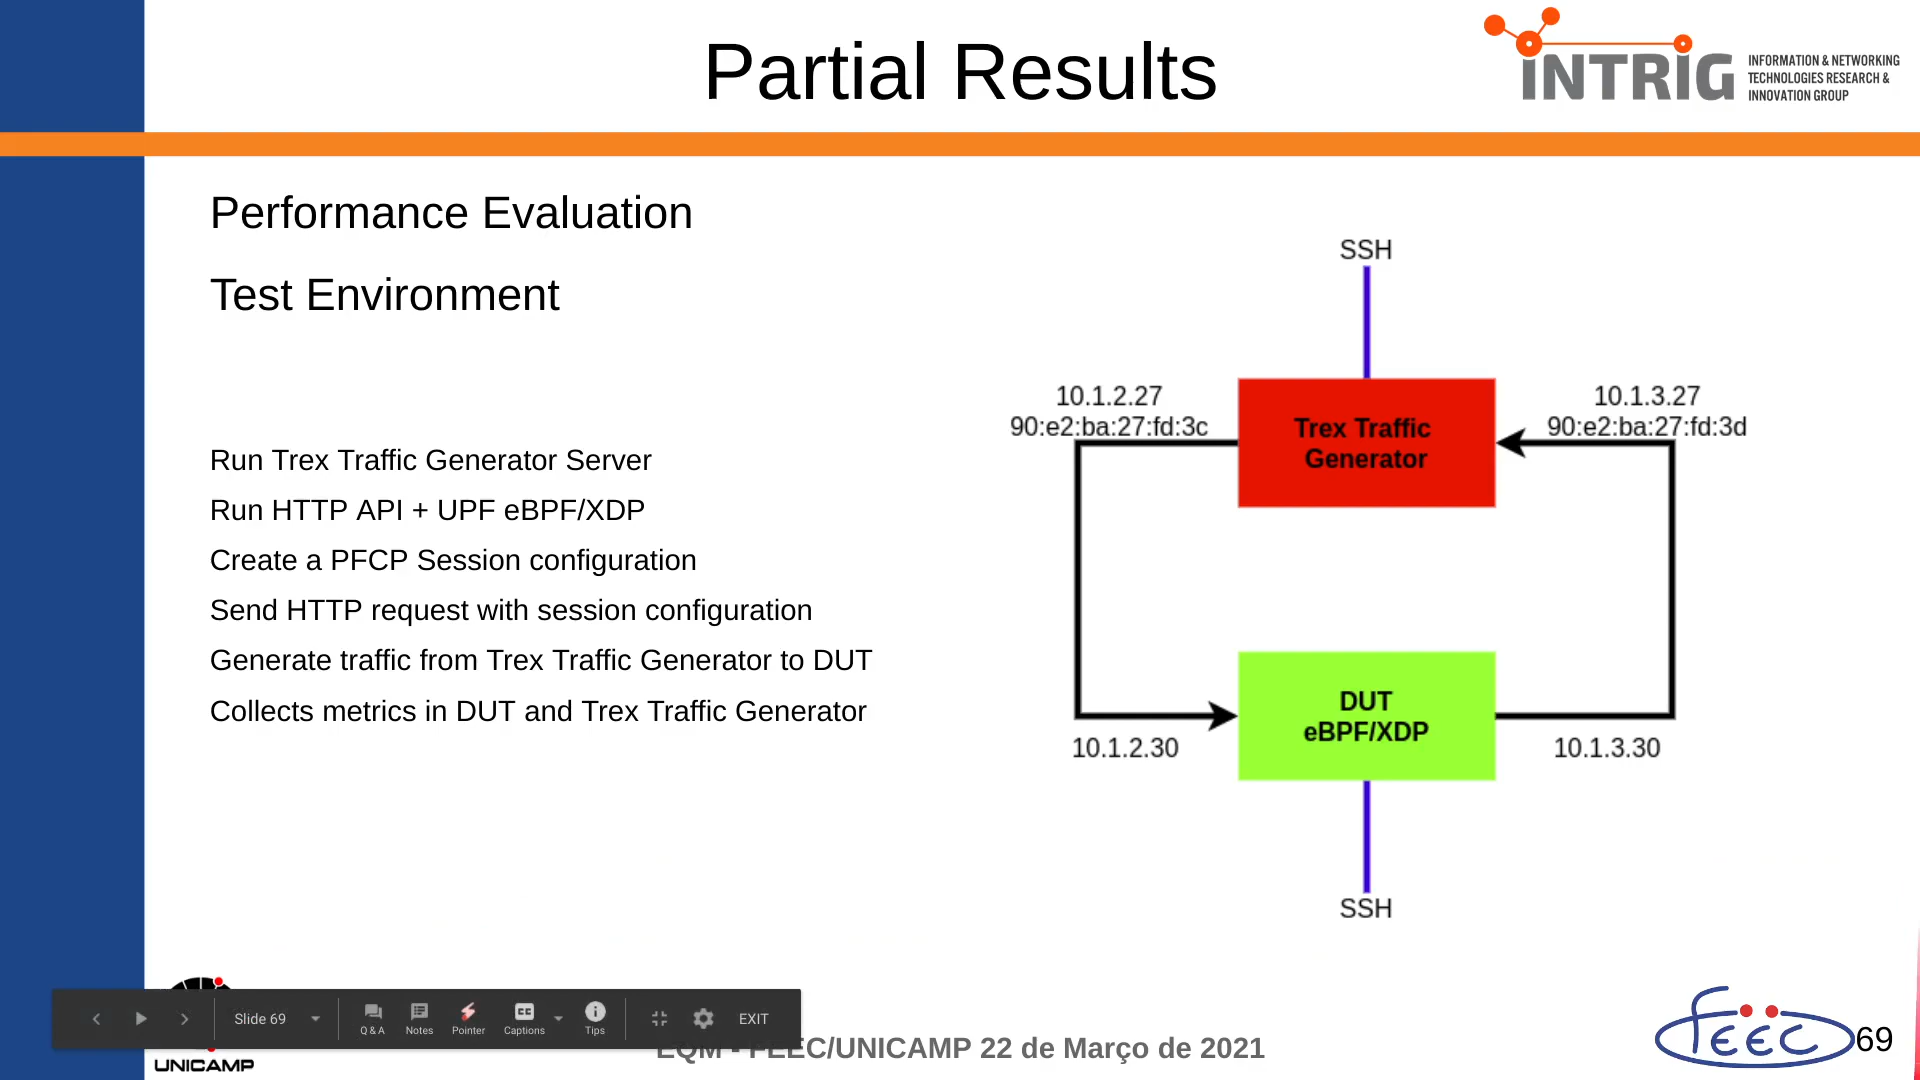 Partial Results
INTRIG
INFORMATION & NETWORKING
TECHNOLOGIES RESEARCH &
INNOVATION GROUP
Performance Evaluation
Test Environment
Run Trex Traffic Generator Server
Run HTTP API + UPF eBPF/XDP
Create a PFCP Session configuration
Send HTTP request with session configuration
Generate traffic from Trex Traffic Generator to DUT
Collects metrics in DUT and Trex Traffic Generator
SSH
10.1.2.27
90:e2:ba:27:fd:3c
Trex Traffic
Generator
10.1.3.27
90:e2:ba:27:fd:3d
DUT
eBPF/XDP
10.1.2.30
10.1.3.30
SSH
Slide 69
Q & A
Notes
Pointer
CC
Captions
Tips
EXIT
UNICAMP
EQM - FEEC/UNICAMP 22 de Março de 2021
feec
69